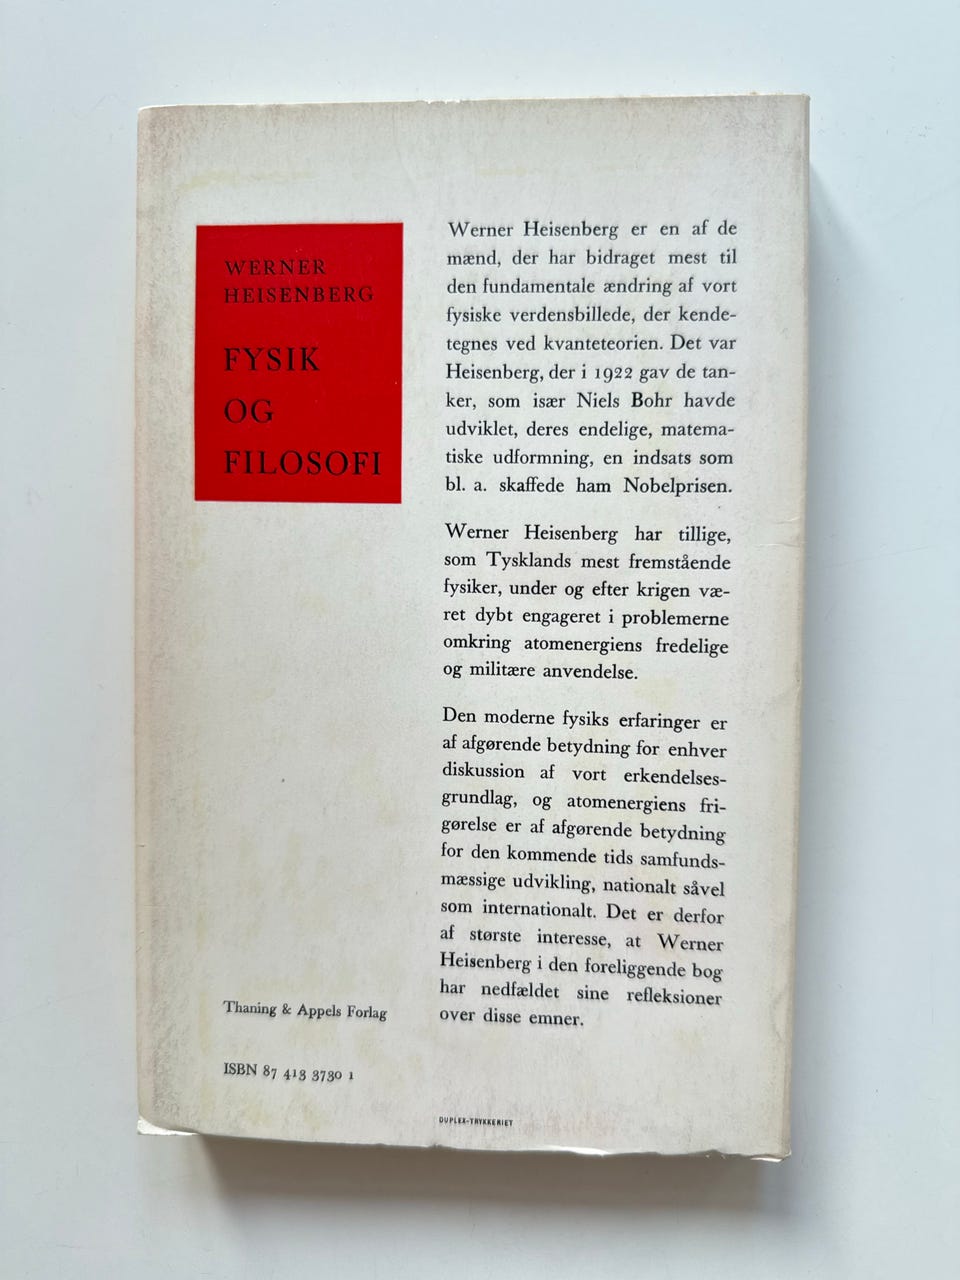 WERNER
HEISENBERG
FYSIK
OG
FILOSOFI
Werner Heisenberg er en af de
mænd, der har bidraget mest til
den fundamentale ændring af vort
fysiske verdensbillede, der kende-
tegnes ved kvanteteorien. Det var
Heisenberg, der i 1922 gav de tan-
ker, som især Niels Bohr havde
udviklet, deres endelige, matema-
tiske udformning, en indsats som
bl. a. skaffede ham Nobelprisen.
Werner Heisenberg har tillige,
som Tysklands mest fremstående
fysiker, under og efter krigen væ-
ret dybt engageret i problemerne
omkring atomenergiens fredelige
og militære anvendelse.
Den moderne fysiks erfaringer er
af afgørende betydning for enhver
diskussion af vort erkendelses-
grundlag, og atomenergiens fri-
gørelse er af afgørende betydning
for den kommende tids samfunds-
mæssige udvikling, nationalt såvel
som internationalt. Det er derfor
af største interesse, at Werner
Heisenberg i den foreliggende bog
har nedfældet sine refleksioner
over disse emner.
Thaning & Appels Forlag
ISBN 87 413 3730 1
DUPLEX-TRYKKERIET